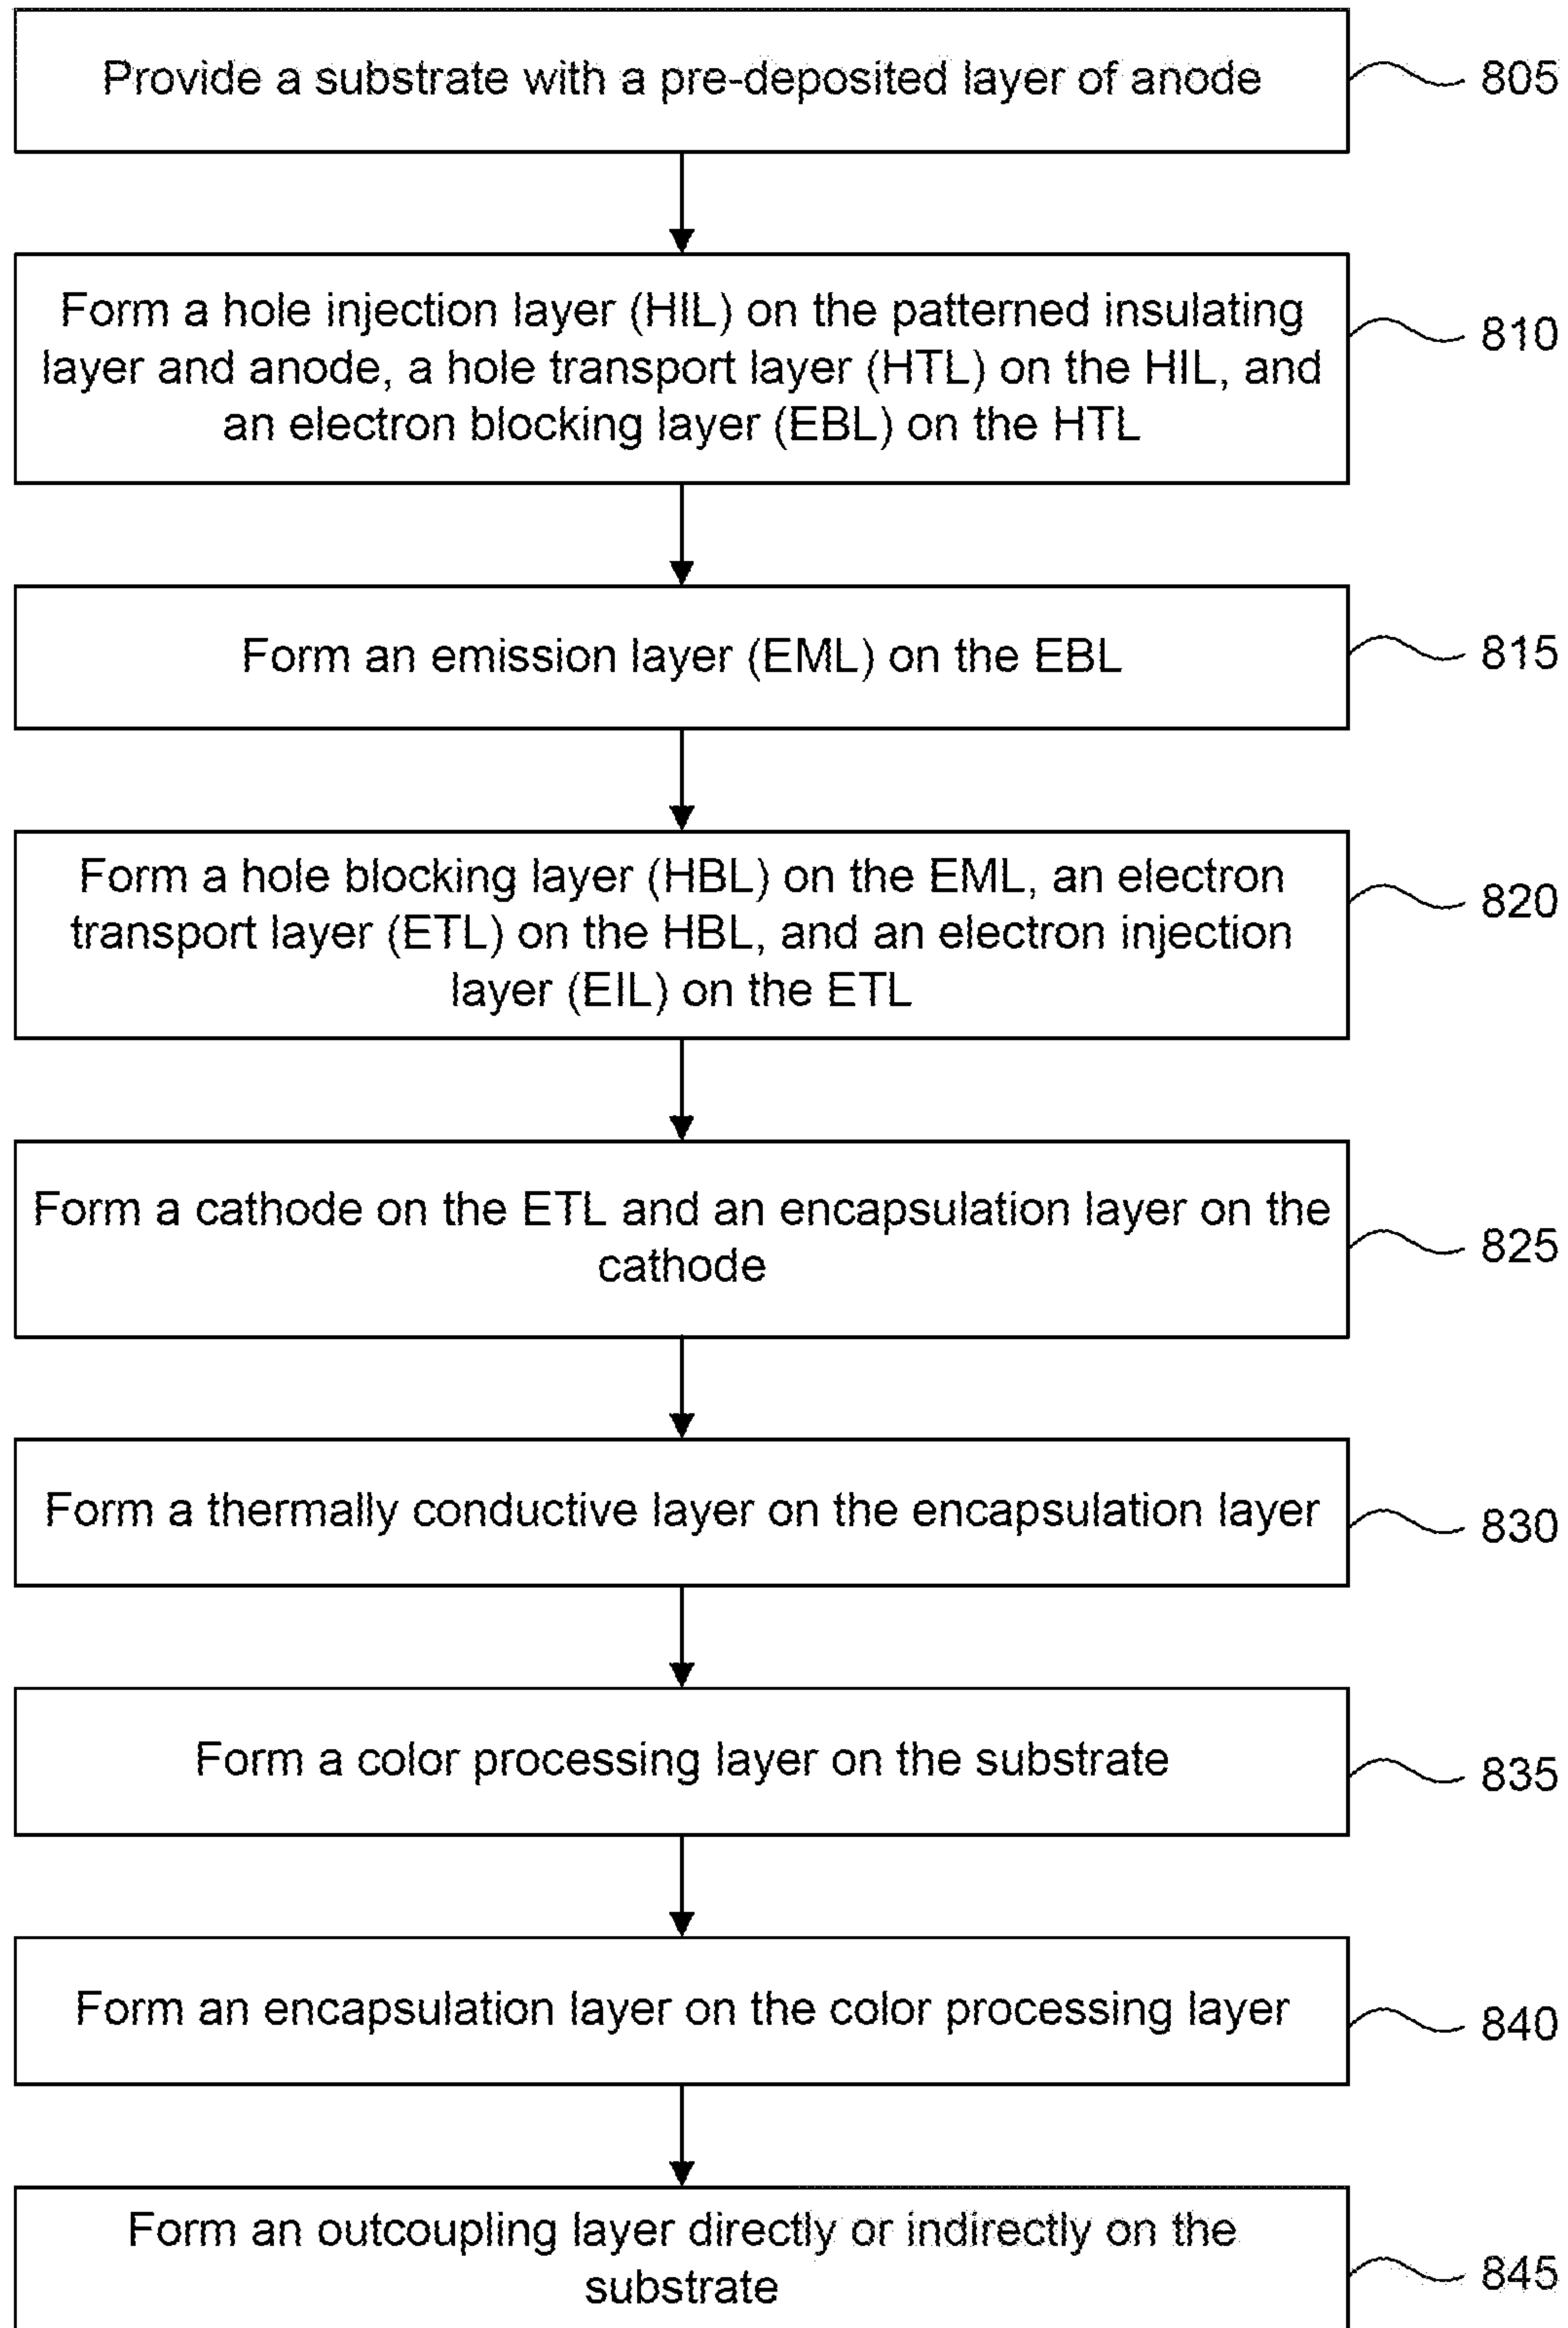 Provide a substrate with a pre-deposited layer of anode
805
Form a hole injection layer (HIL) on the patterned insulating
layer and anode, a hole transport layer (HTL) on the HIL, and
an electron blocking layer (EBL) on the HTL
810
Form an emission layer (EML) on the EBL
815
Form a hole blocking layer (HBL) on the EML, an electron
transport layer (ETL) on the HBL, and an electron injection
layer (EIL) on the ETL
820
Form a cathode on the ETL and an encapsulation layer on the
cathode
825
Form a thermally conductive layer on the encapsulation layer
830
Form a color processing layer on the substrate
835
Form an encapsulation layer on the color processing layer
840
Form an outcoupling layer directly or indirectly on the
substrate
845